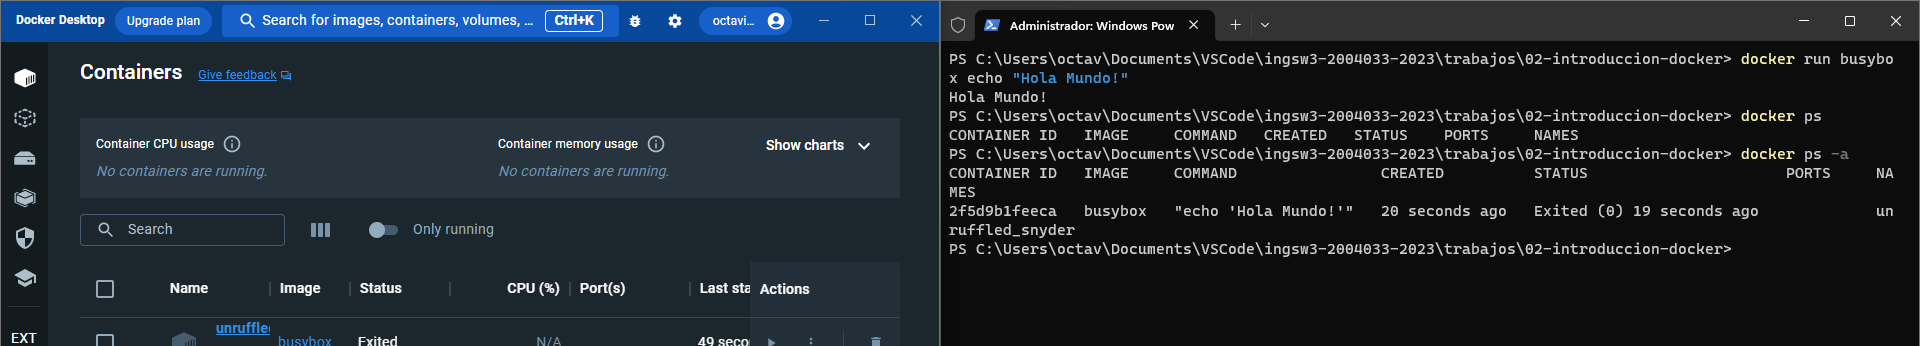 Docker Desktop
Upgrade plan
Search for images, containers, volumes, ...
Ctrl+K
octavi...
Containers
Give feedback
Container CPU usage
No containers are running.
Container memory usage
No containers are running.
Show charts
Search
Only running
Name Image Status CPU (%) Port(s) Last sta Actions
unruffle
busybox Exited N/A 49 seco
EXT
Administrador: Windows Pow
PS C:\Users\octav\Documents\VSCode\ingsw3-2004033-2023\trabajos\02-introduccion-docker> docker run busybo
x echo "Hola Mundo!"
Hola Mundo!
PS C:\Users\octav\Documents\VSCode\ingsw3-2004033-2023\trabajos\02-introduccion-docker> docker ps
CONTAINER ID IMAGE COMMAND CREATED STATUS PORTS NAMES
PS C:\Users\octav\Documents\VSCode\ingsw3-2004033-2023\trabajos\02-introduccion-docker> docker ps -a
CONTAINER ID IMAGE COMMAND CREATED STATUS PORTS NA
MES
2f5d9b1feeca busybox "echo 'Hola Mundo!'" 20 seconds ago Exited (0) 19 seconds ago un
ruffled_snyder
PS C:\Users\octav\Documents\VSCode\ingsw3-2004033-2023\trabajos\02-introduccion-docker>